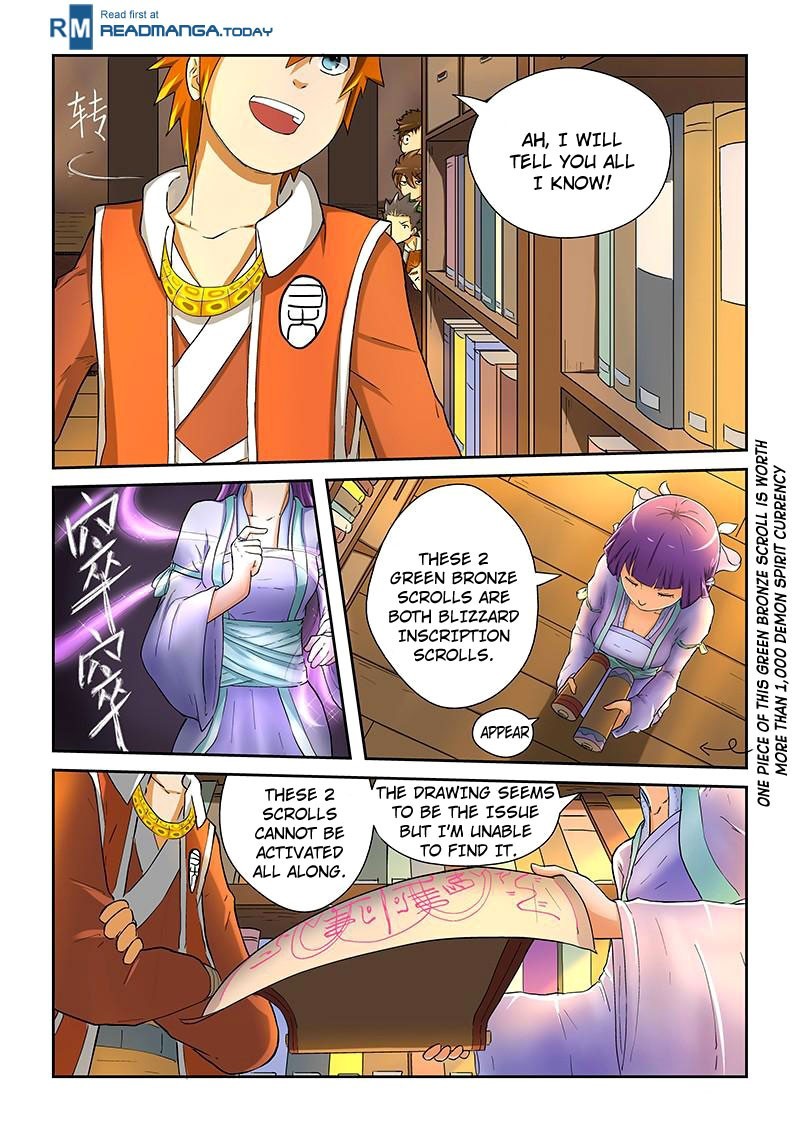 RM
Read first at
READMANGA.TODAY
转
AH, I WILL
TELL YOU ALL
I KNOW!
窣
窣
THESE 2
GREEN BRONZE
SCROLLS ARE
BOTH BLIZZARD
INSCRIPTION
SCROLLS.
APPEAR
ONE PIECE OF THIS GREEN BRONZE SCROLL IS WORTH
MORE THAN 1,000 DEMON SPIRIT CURRENCY
THESE 2
SCROLLS
CANNOT BE
ACTIVATED
ALL ALONG.
THE DRAWING SEEMS
TO BE THE ISSUE
BUT I'M UNABLE
TO FIND IT.